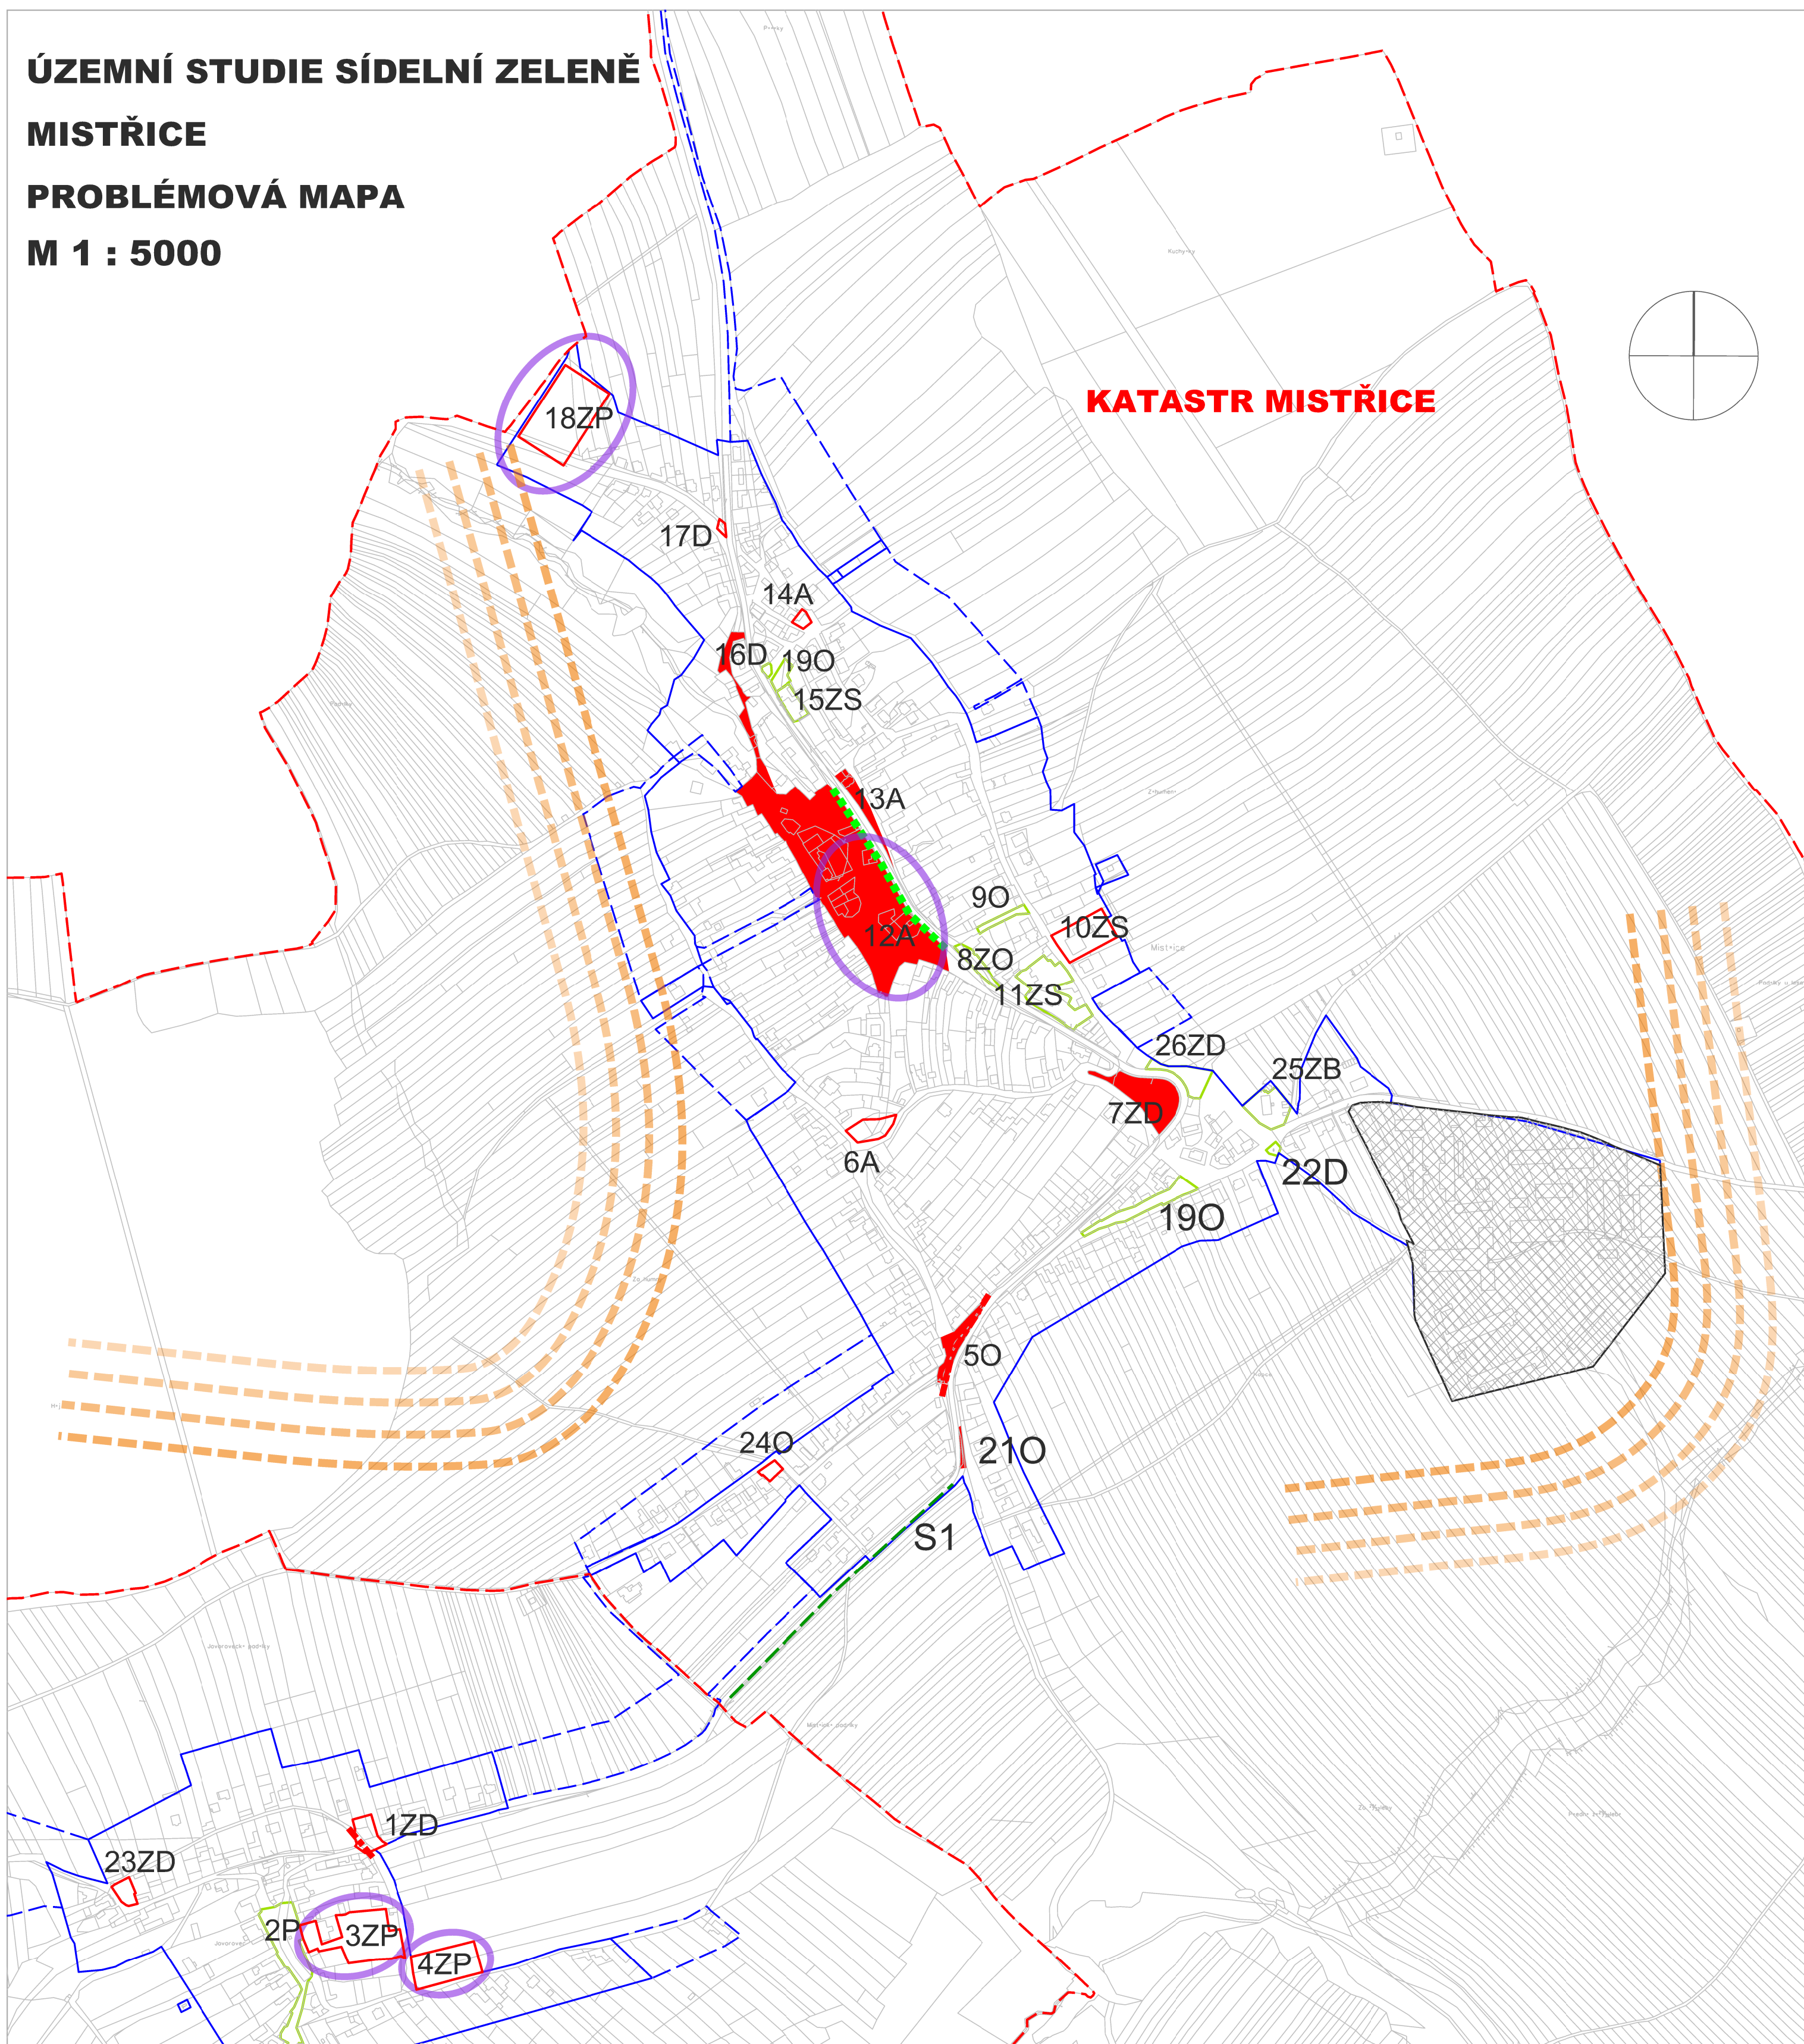 ÚZEMNÍ STUDIE SÍDELNÍ ZELENĚ
MISTŘICE
PROBLÉMOVÁ MAPA
M 1 : 5000
KATASTR MISTŘICE
18ZP
17D
14A
16D
19O
15ZS
13A
9O
12A
10ZS
8ZO
11ZS
26ZD
25ZB
7ZD
6A
22D
19O
5O
24O
21O
S1
1ZD
23ZD
2P
3ZP
4ZP